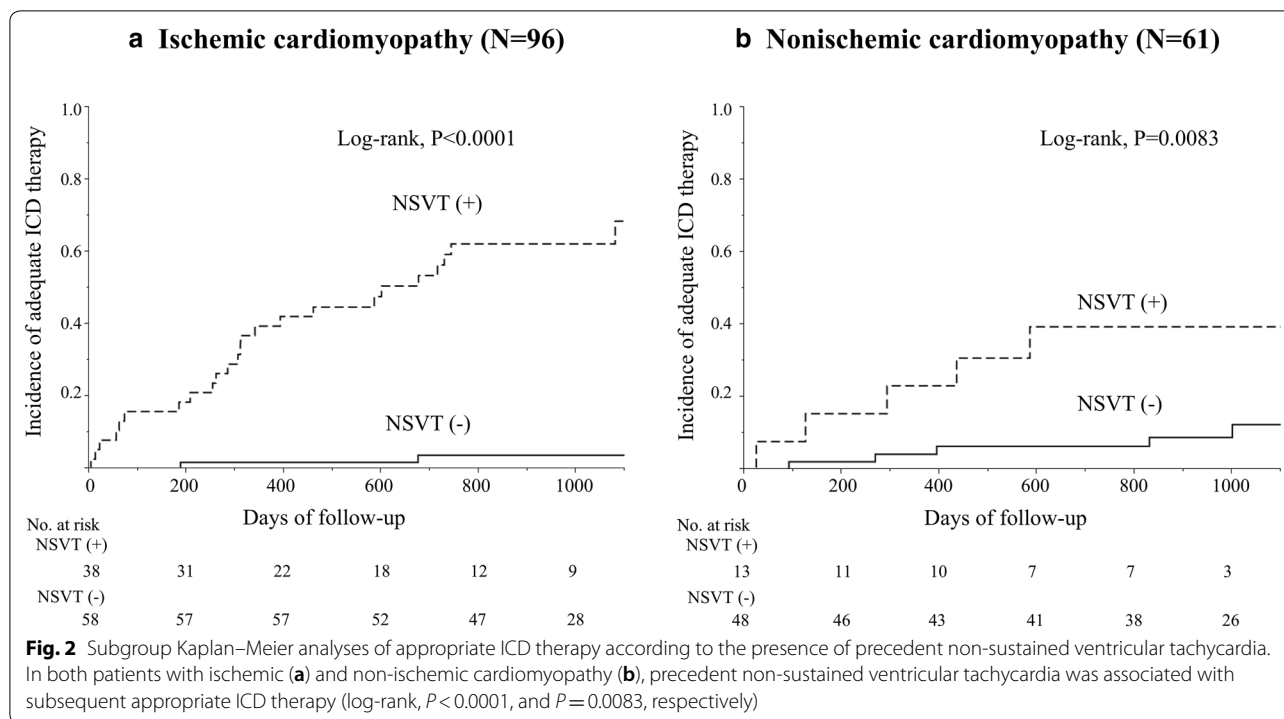 a Ischemic cardiomyopathy (N=96)
1.0
0.8
0.6
0.4
0.2
Incidence of adequate ICD therapy
Log-rank, P<0.0001
NSVT (+)
NSVT (-)
0 200 400 600 800 1000
Days of follow-up
No. at risk
NSVT (+)
38 31 22 18 12 9
NSVT (-)
58 57 57 52 47 28
b Nonischemic cardiomyopathy (N=61)
1.0
0.8
0.6
0.4
0.2
Incidence of adequate ICD therapy
Log-rank, P=0.0083
NSVT (+)
NSVT (-)
0 200 400 600 800 1000
Days of follow-up
NSVT (+)
13 11 10 7 7 3
NSVT (-)
48 46 43 41 38 26
Fig. 2 Subgroup Kaplan–Meier analyses of appropriate ICD therapy according to the presence of precedent non-sustained ventricular tachycardia.
In both patients with ischemic (a) and non-ischemic cardiomyopathy (b), precedent non-sustained ventricular tachycardia was associated with
subsequent appropriate ICD therapy (log-rank, P < 0.0001, and P = 0.0083, respectively)